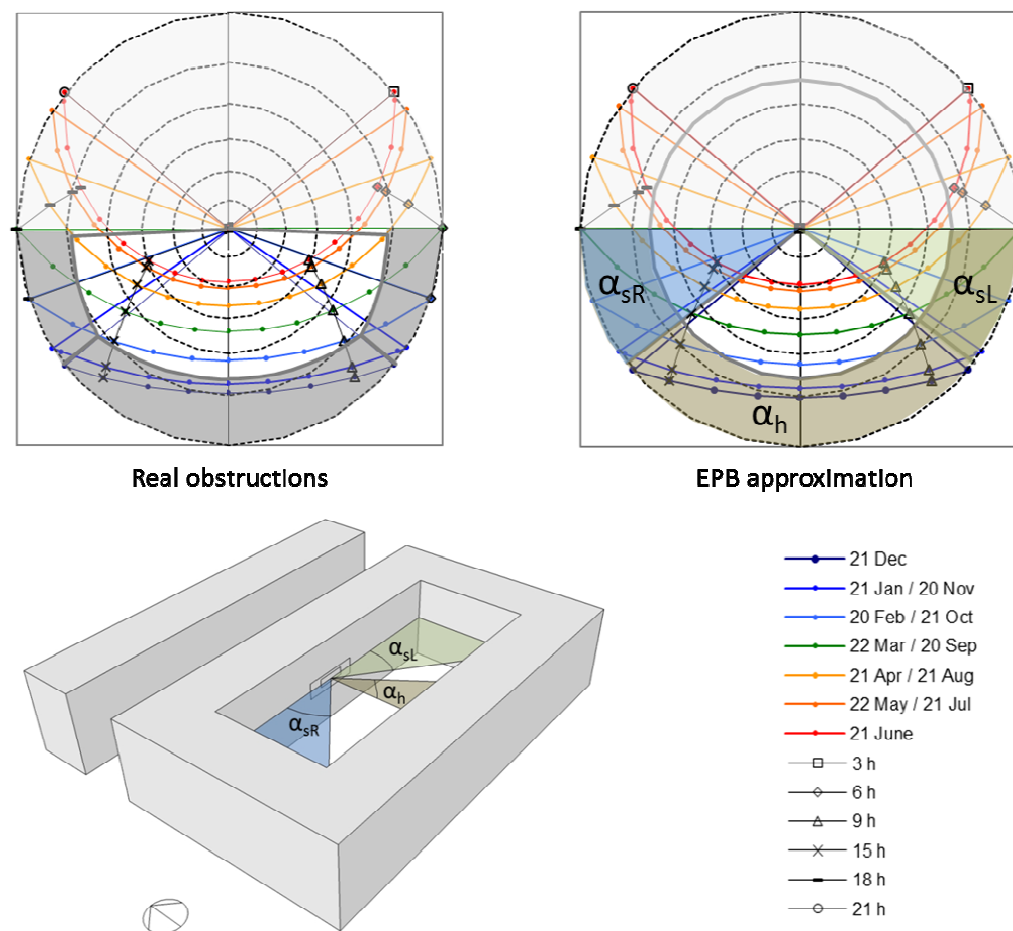 αsR
αsL
αh
Real obstructions
EPB approximation
αsL
αh
αsR
21 Dec
21 Jan / 20 Nov
20 Feb / 21 Oct
22 Mar / 20 Sep
21 Apr / 21 Aug
22 May / 21 Jul
21 June
3 h
6 h
9 h
15 h
18 h
21 h